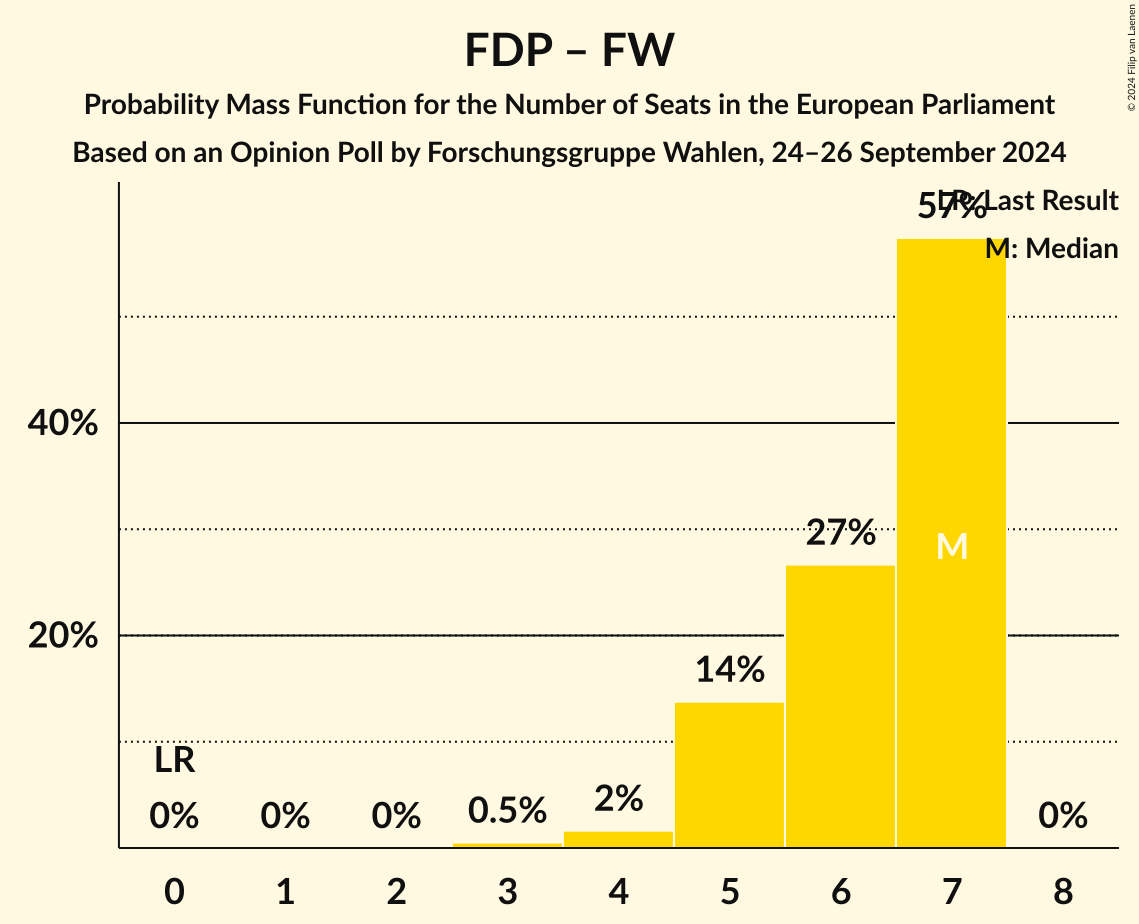 FDP – FW
Probability Mass Function for the Number of Seats in the European Parliament
Based on an Opinion Poll by Forschungsgruppe Wahlen, 24–26 September 2024
© 2024 Filip van Laenen
LR: Last Result
M: Median
57%
40%
27%
M
20%
14%
LR
0%
0%
0%
0.5%
2%
0%
0 1 2 3 4 5 6 7 8